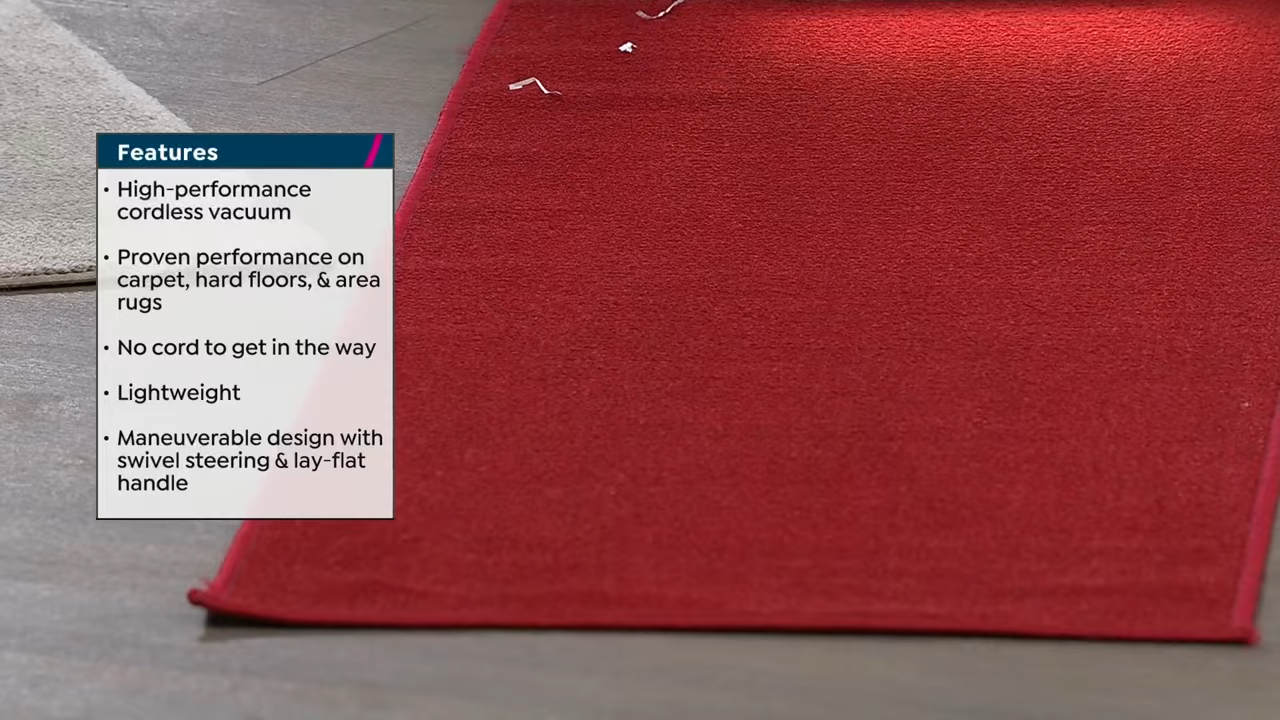 Features
• High-performance
cordless vacuum
• Proven performance on
carpet, hard floors, & area
rugs
• No cord to get in the way
• Lightweight
• Maneuverable design with
swivel steering & lay-flat
handle